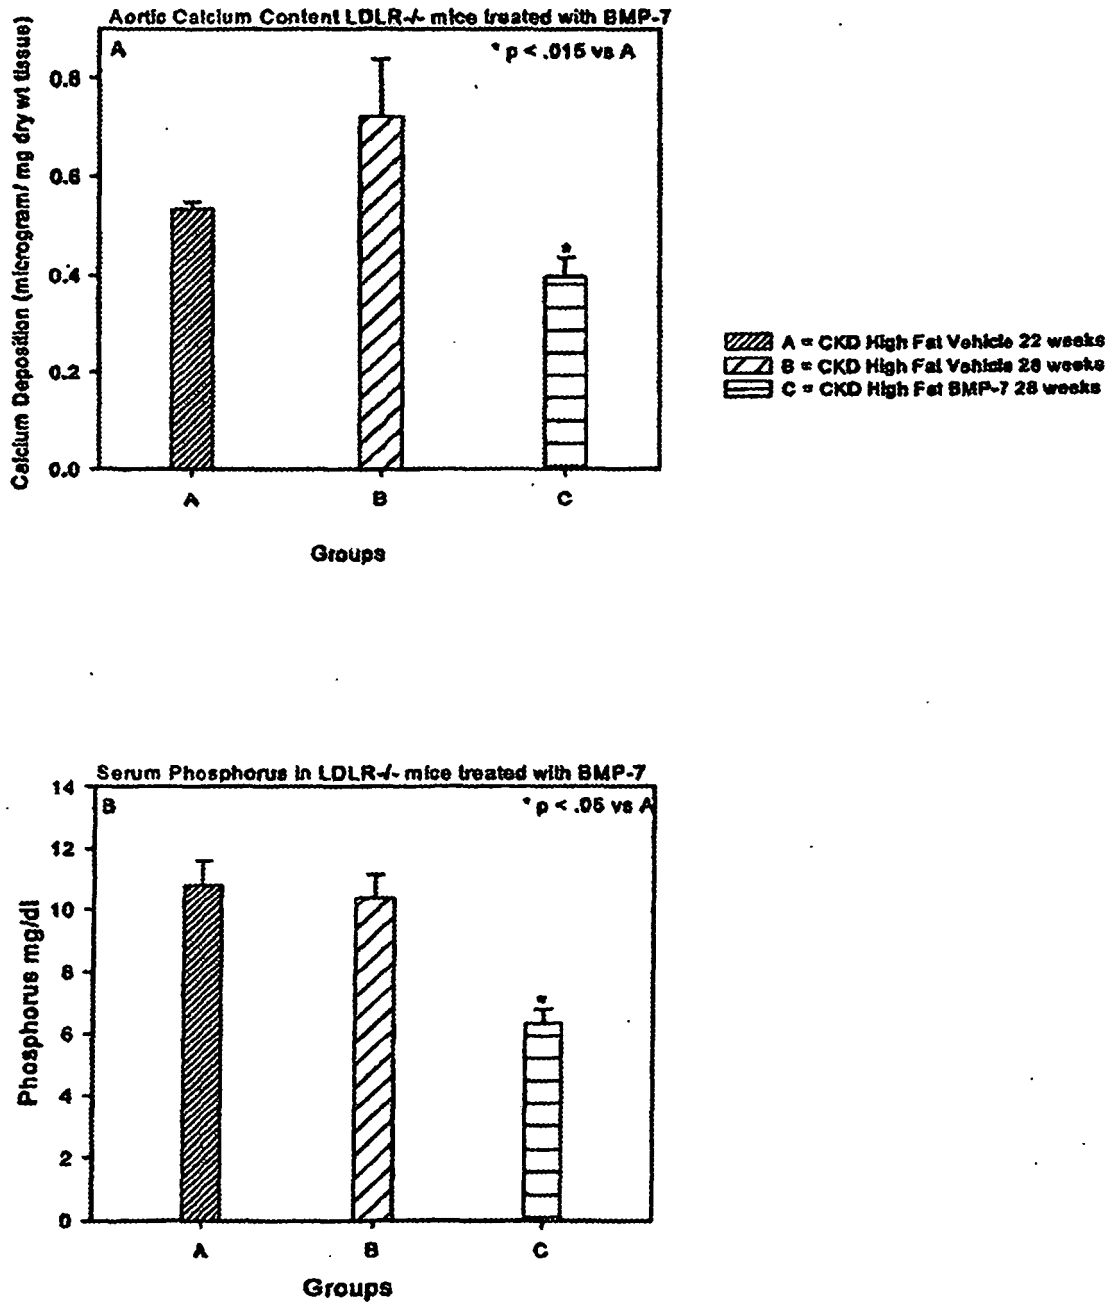 Aortic Calcium Content LDLR-/- mice treated with BMP-7
A
* p < .015 vs A
Calcium Deposition (microgram/ mg dry wt tissue)
0.8
0.6
0.4
0.2
0.0
*
A B C
Groups
A = CKD High Fat Vehicle 22 weeks
B = CKD High Fat Vehicle 28 weeks
C = CKD High Fat BMP-7 28 weeks
Serum Phosphorus in LDLR-/- mice treated with BMP-7
B
* p < .05 vs A
Phosphorus mg/dl
14
12
10
8
6
4
2
0
*
A B C
Groups